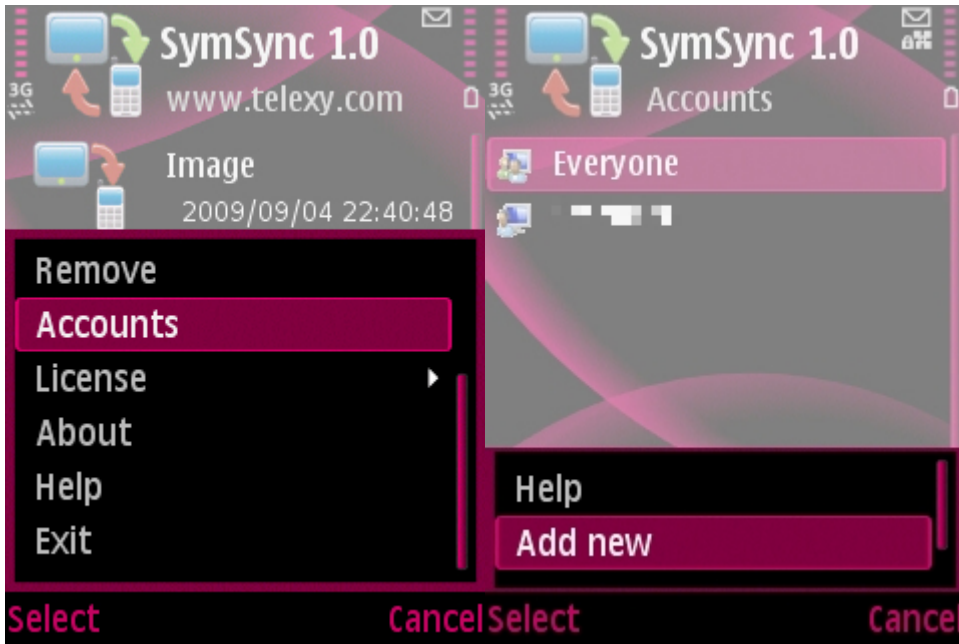 SymSync 1.0
3G
www.telexy.com
Image
2009/09/04 22:40:48
Remove
Accounts
License
About
Help
Exit
Select
Cancel
SymSync 1.0
3G
Accounts
Everyone
Help
Add new
Select
Cancel